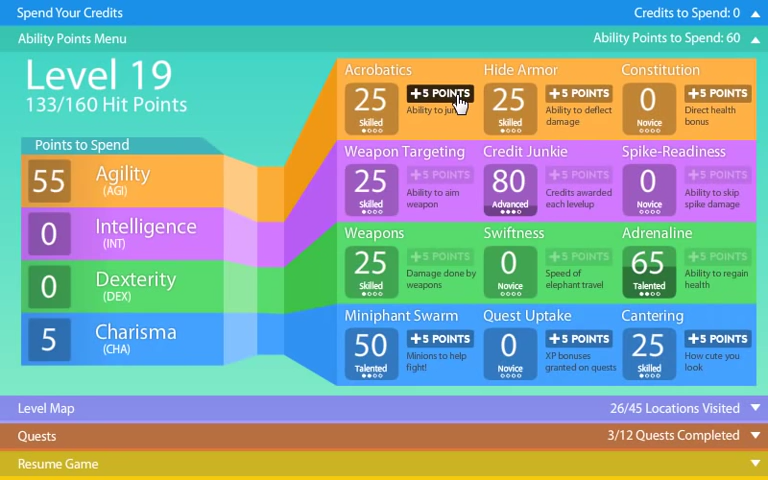 Spend Your Credits
Credits to Spend: 0
Ability Points Menu
Ability Points to Spend: 60
Level 19
133/160 Hit Points
Points to Spend
55
Agility
(AGI)
0
Intelligence
(INT)
0
Dexterity
(DEX)
5
Charisma
(CHA)
Acrobatics
25
Skilled
+5 POINTS
Ability to
Hide Armor
25
Skilled
+5 POINTS
Ability to deflect
damage
Constitution
0
Novice
+5 POINTS
Direct health
bonus
Weapon Targeting
25
Skilled
+5 POINTS
Ability to aim
weapon
Credit Junkie
80
Advanced
+5 POINTS
Credits awarded
each levelup
Spike-Readiness
0
Novice
+5 POINTS
Ability to skip
spike damage
Weapons
25
Skilled
+5 POINTS
Damage done by
weapons
Swiftness
0
Novice
+5 POINTS
Speed of
elephant travel
Adrenaline
65
Talented
+5 POINTS
Ability to regain
health
Miniphant Swarm
50
Talented
+5 POINTS
Minions to help
fight!
Quest Uptake
0
Novice
+5 POINTS
XP bonuses
granted on quests
Cantering
25
Skilled
+5 POINTS
How cute you
look
Level Map
26/45 Locations Visited
Quests
3/12 Quests Completed
Resume Game